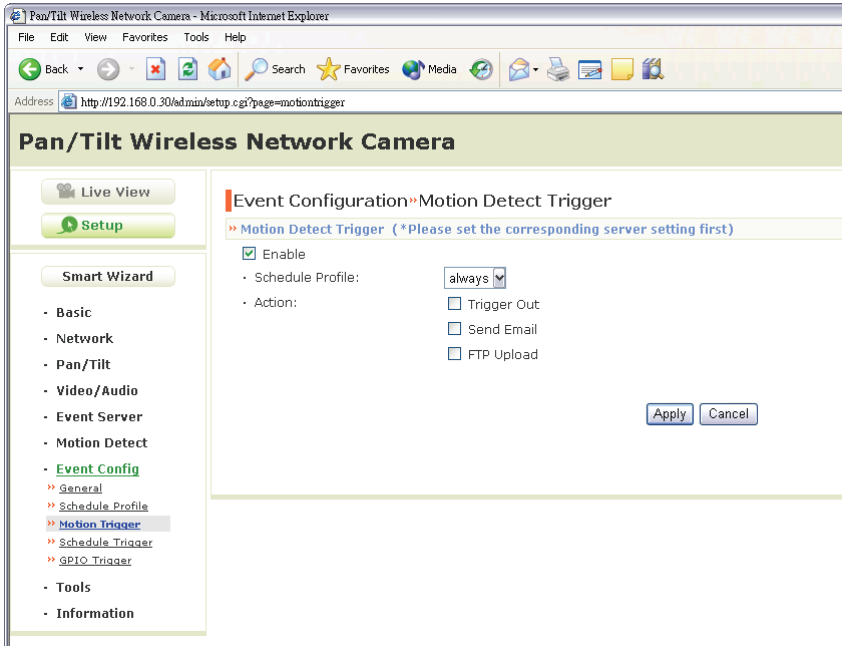 Pan/Tilt Wireless Network Camera - Microsoft Internet Explorer
File Edit View Favorites Tools Help
Back Search Favorites Media
Address http://192.168.0.30/admin/setup.cgi?page=motiontrigger
Pan/Tilt Wireless Network Camera
Live View
Setup
Smart Wizard
· Basic
· Network
· Pan/Tilt
· Video/Audio
· Event Server
· Motion Detect
· Event Config
» General
» Schedule Profile
» Motion Trigger
» Schedule Trigger
» GPIO Trigger
· Tools
· Information
Event Configuration»Motion Detect Trigger
» Motion Detect Trigger (*Please set the corresponding server setting first)
Enable
· Schedule Profile: always
· Action: Trigger Out
Send Email
FTP Upload
Apply Cancel